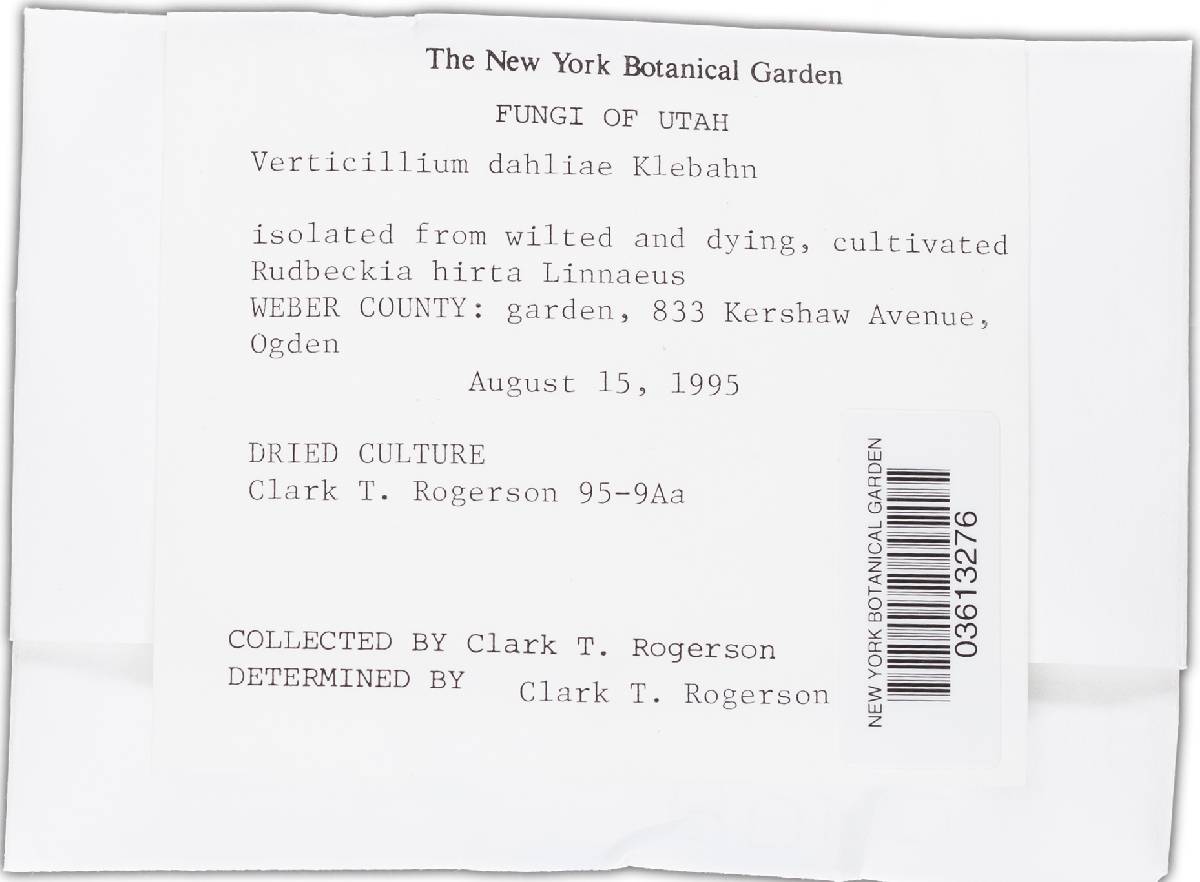 The New York Botanical Garden
FUNGI OF UTAH
Verticillium dahliae Klebahn
isolated from wilted and dying, cultivated
Rudbeckia hirta Linnaeus
WEBER COUNTY: garden, 833 Kershaw Avenue,
Ogden
August 15, 1995
DRIED CULTURE
Clark T. Rogerson 95-9Aa
COLLECTED BY Clark T. Rogerson
DETERMINED BY Clark T. Rogerson
NEW YORK BOTANICAL GARDEN
03613276